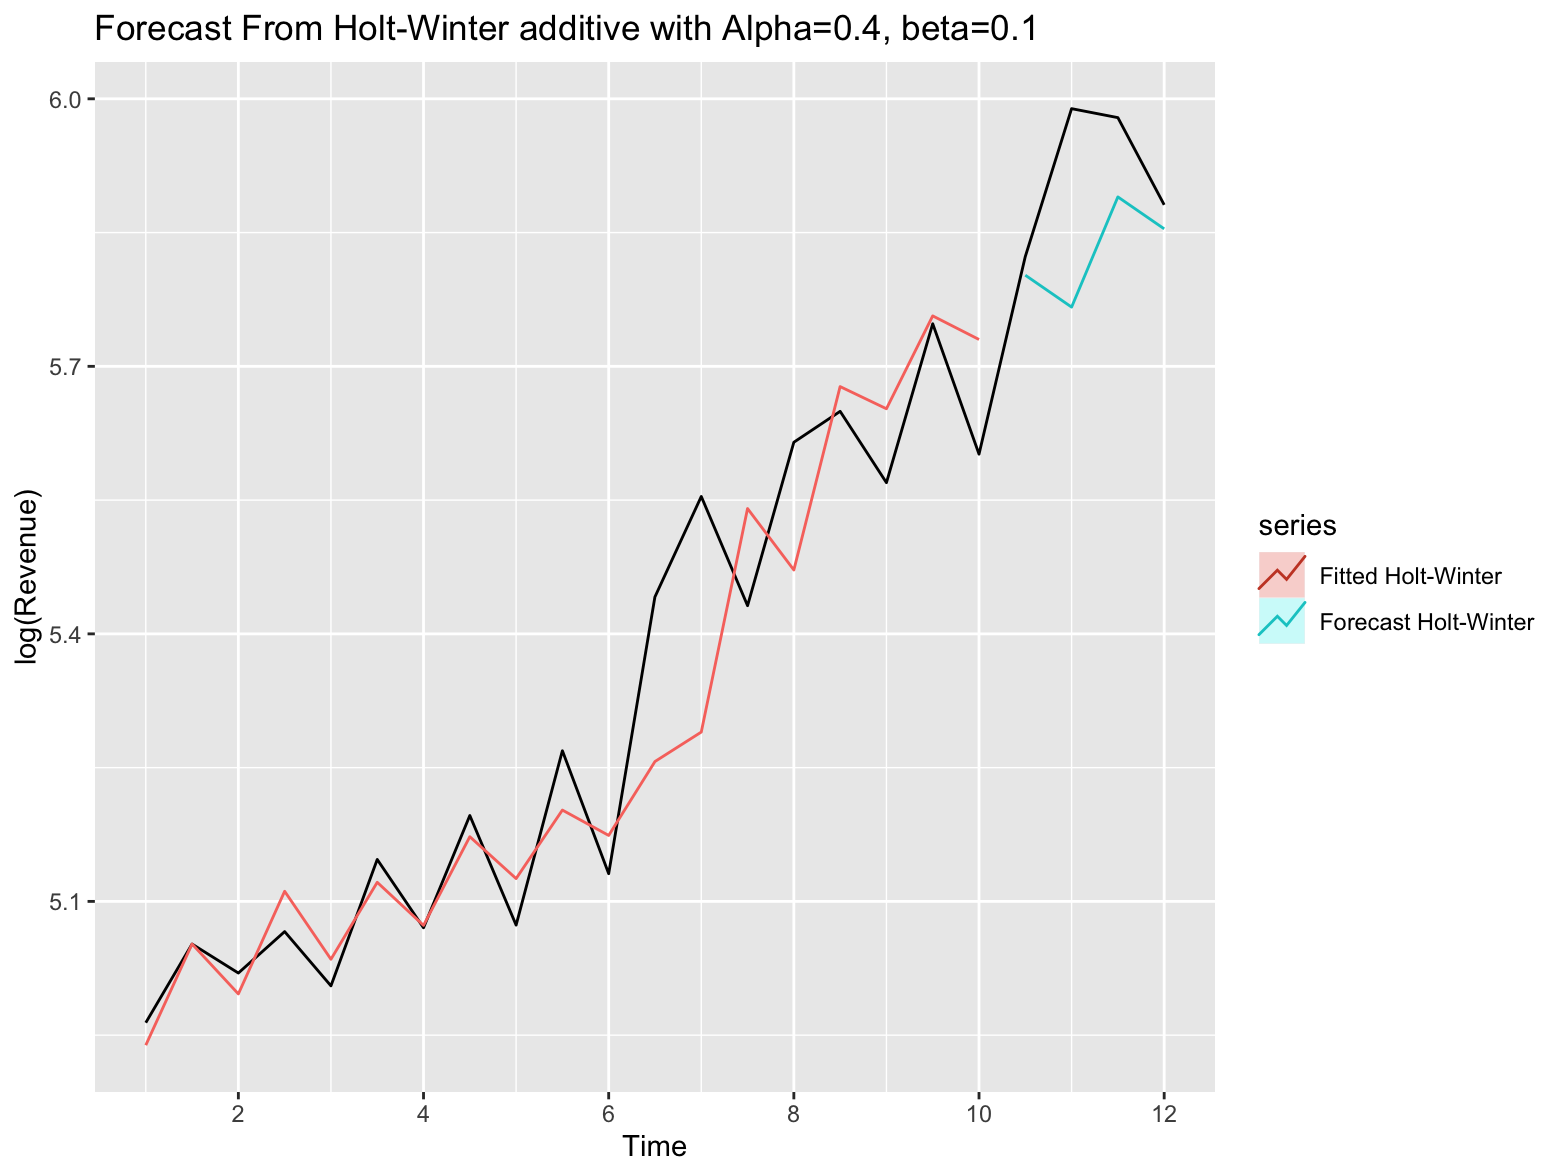 Forecast From Holt-Winter additive with Alpha=0.4, beta=0.1
6.0
5.7
5.4
5.1
log(Revenue)
2 4 6 8 10 12
Time
series
Fitted Holt-Winter
Forecast Holt-Winter